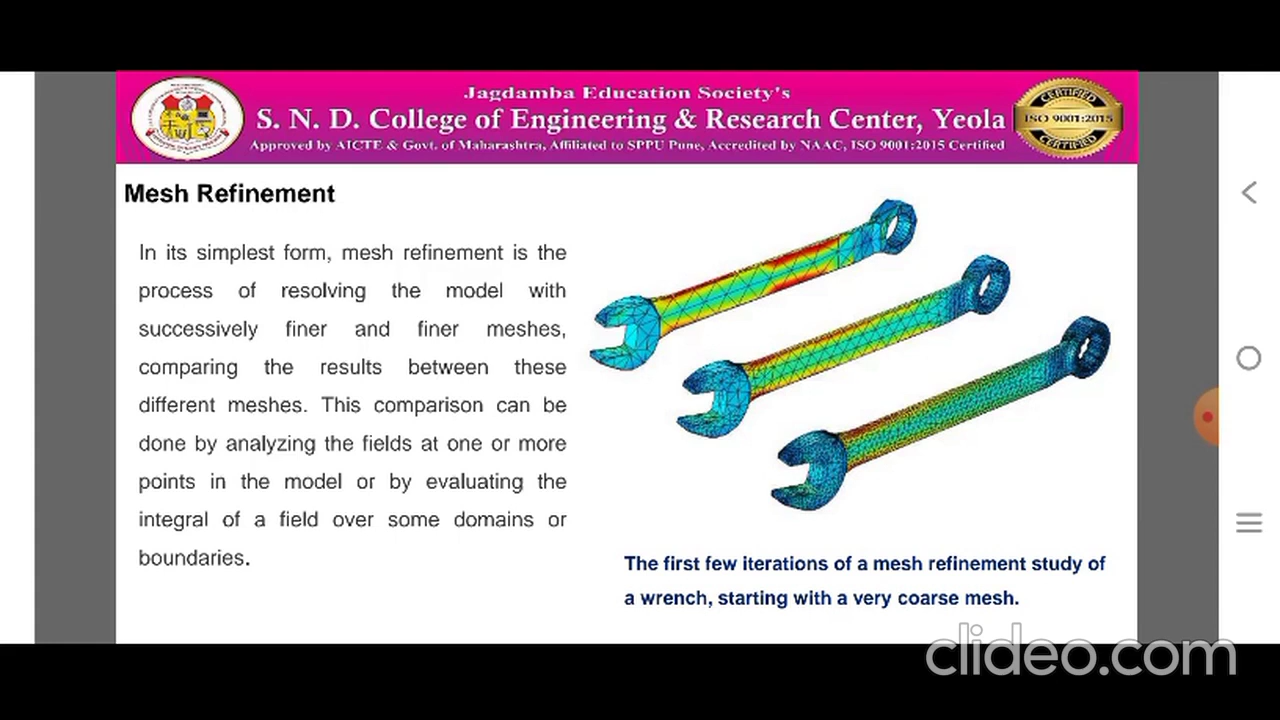 Jagdamba Education Society's
S. N. D. College of Engineering & Research Center, Yeola
Approved by AICTE & Govt. of Maharashtra, Affiliated to SPPU Pune, Accredited by NAAC, ISO 9001:2015 Certified
CERTIFIED
ISO 9001:2015
CERTIFIED
Mesh Refinement
In its simplest form, mesh refinement is the
process of resolving the model with
successively finer and finer meshes,
comparing the results between these
different meshes. This comparison can be
done by analyzing the fields at one or more
points in the model or by evaluating the
integral of a field over some domains or
boundaries.
The first few iterations of a mesh refinement study of
a wrench, starting with a very coarse mesh.
clideo.com